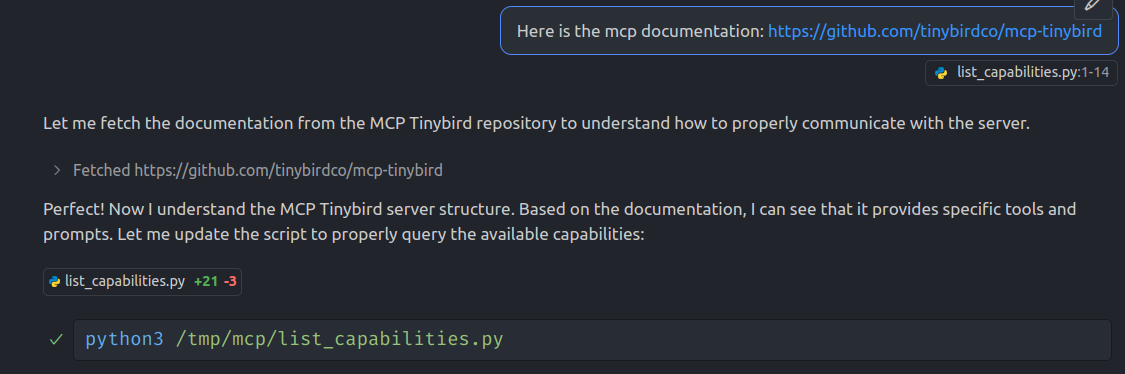 Here is the mcp documentation: https://github.com/tinybirdco/mcp-tinybird
list_capabilities.py:1-14
Let me fetch the documentation from the MCP Tinybird repository to understand how to properly communicate with the server.
Fetched https://github.com/tinybirdco/mcp-tinybird
Perfect! Now I understand the MCP Tinybird server structure. Based on the documentation, I can see that it provides specific tools and
prompts. Let me update the script to properly query the available capabilities:
list_capabilities.py +21 -3
python3 /tmp/mcp/list_capabilities.py